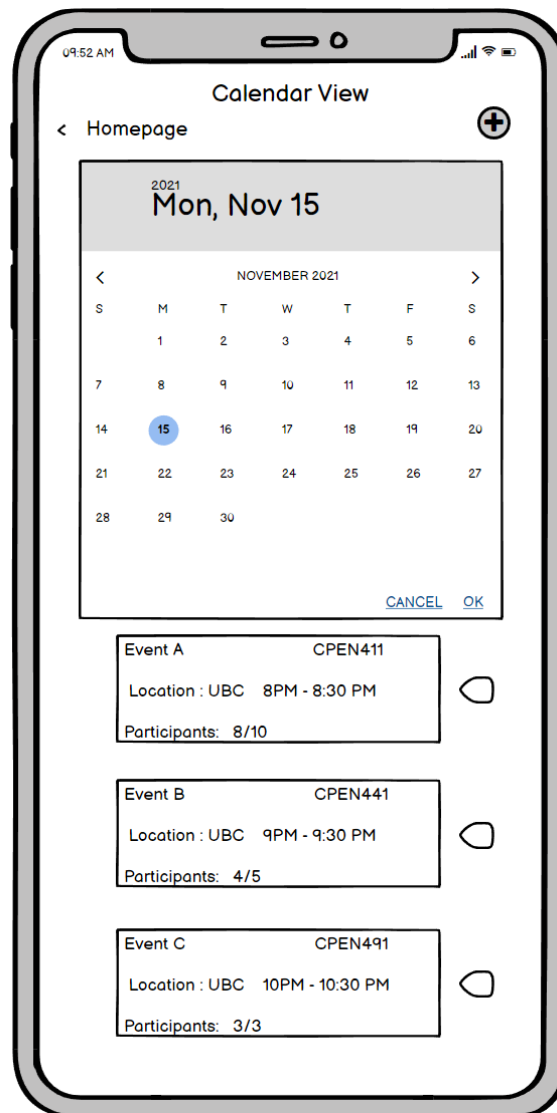 09:52 AM
Calendar View
< Homepage
2021
Mon, Nov 15
< NOVEMBER 2021 >
S M T W T F S
1 2 3 4 5 6
7 8 9 10 11 12 13
14 15 16 17 18 19 20
21 22 23 24 25 26 27
28 29 30
CANCEL OK
Event A CPEN411
Location : UBC 8PM - 8:30 PM
Participants: 8/10
Event B CPEN441
Location : UBC 9PM - 9:30 PM
Participants: 4/5
Event C CPEN491
Location : UBC 10PM - 10:30 PM
Participants: 3/3